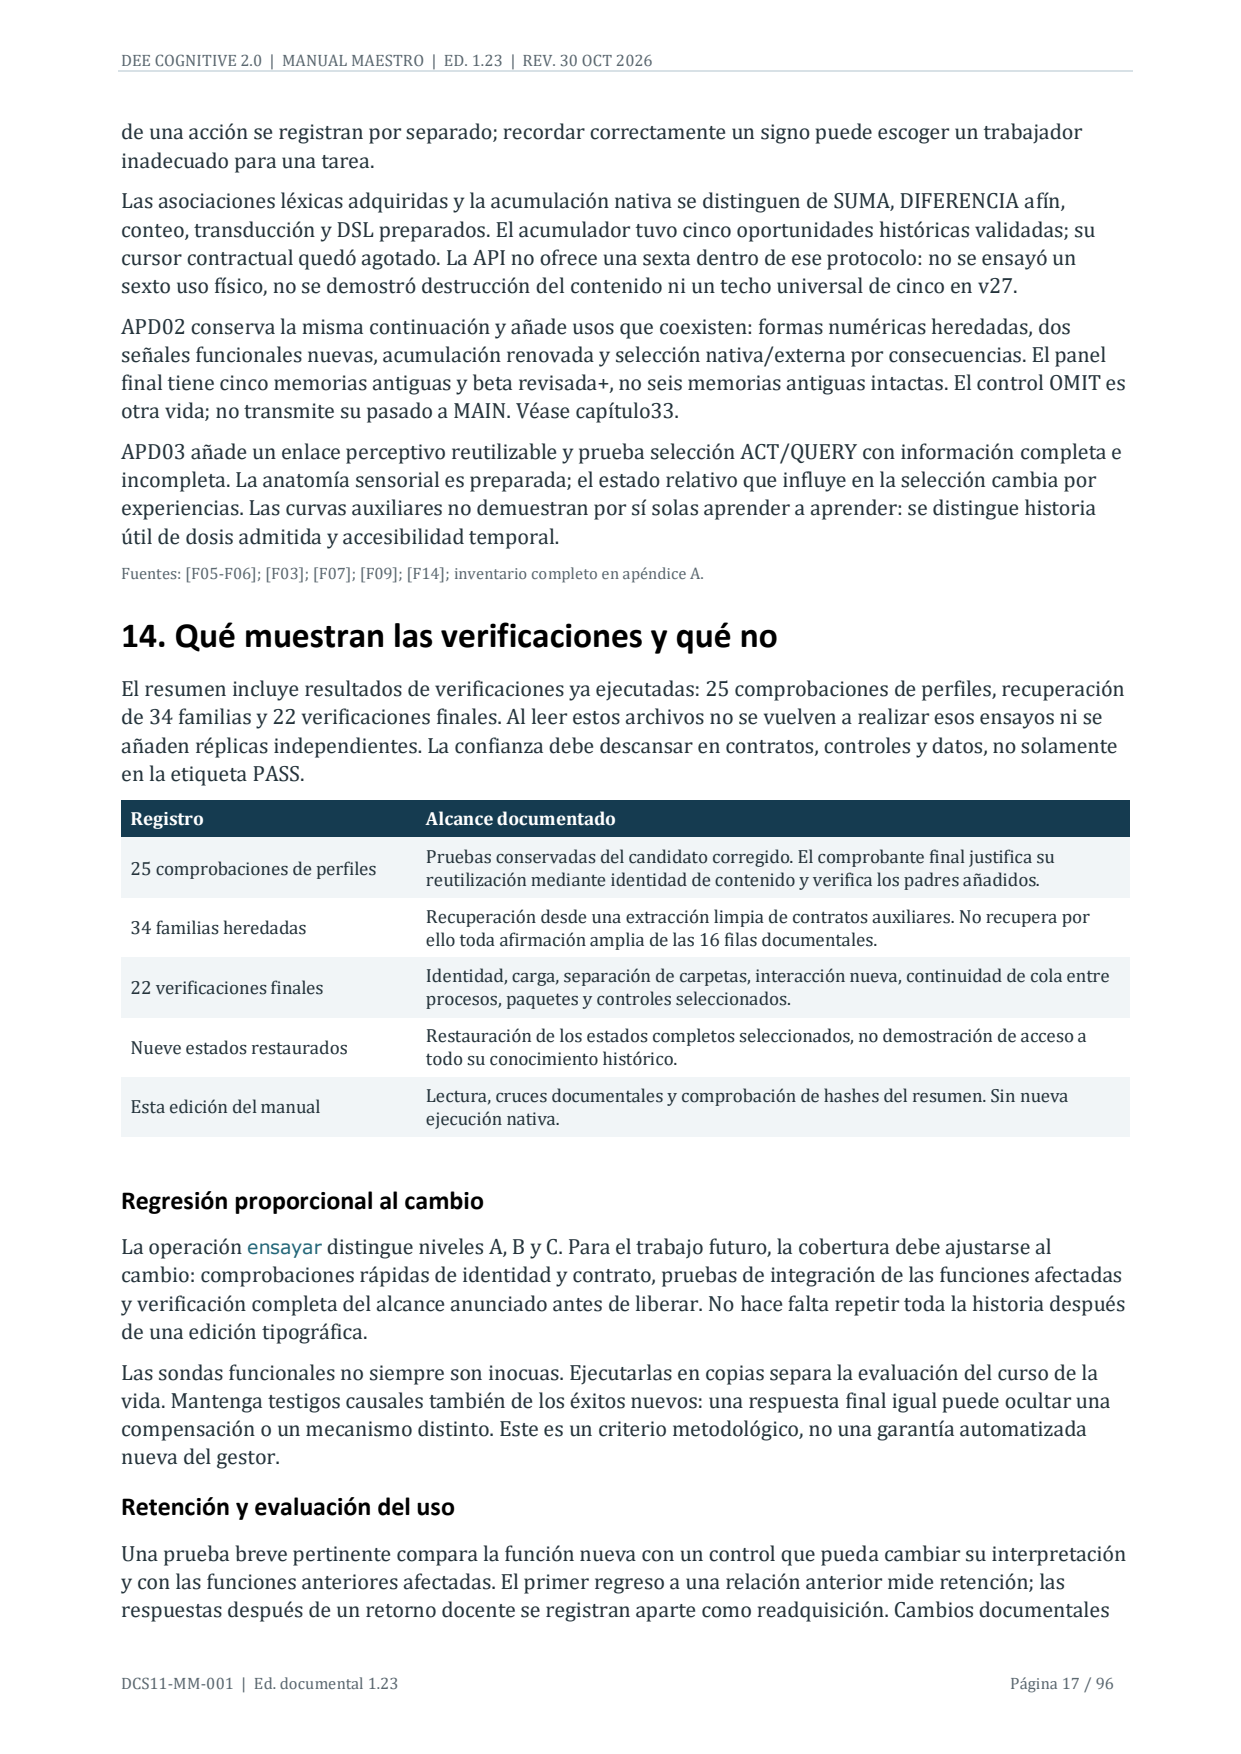 DEE COGNITIVE 2.0 | MANUAL MAESTRO | ED. 1.23 | REV. 30 OCT 2026
de una acción se registran por separado; recordar correctamente un signo puede escoger un trabajador
inadecuado para una tarea.
Las asociaciones léxicas adquiridas y la acumulación nativa se distinguen de SUMA, DIFERENCIA afín,
conteo, transducción y DSL preparados. El acumulador tuvo cinco oportunidades históricas validadas; su
cursor contractual quedó agotado. La API no ofrece una sexta dentro de ese protocolo: no se ensayó un
sexto uso físico, no se demostró destrucción del contenido ni un techo universal de cinco en v27.
APD02 conserva la misma continuación y añade usos que coexisten: formas numéricas heredadas, dos
señales funcionales nuevas, acumulación renovada y selección nativa/externa por consecuencias. El panel
final tiene cinco memorias antiguas y beta revisada+, no seis memorias antiguas intactas. El control OMIT es
otra vida; no transmite su pasado a MAIN. Véase capítulo33.
APD03 añade un enlace perceptivo reutilizable y prueba selección ACT/QUERY con información completa e
incompleta. La anatomía sensorial es preparada; el estado relativo que influye en la selección cambia por
experiencias. Las curvas auxiliares no demuestran por sí solas aprender a aprender: se distingue historia
útil de dosis admitida y accesibilidad temporal.
Fuentes: [F05-F06]; [F03]; [F07]; [F09]; [F14]; inventario completo en apéndice A.
14. Qué muestran las verificaciones y qué no
El resumen incluye resultados de verificaciones ya ejecutadas: 25 comprobaciones de perfiles, recuperación
de 34 familias y 22 verificaciones finales. Al leer estos archivos no se vuelven a realizar esos ensayos ni se
añaden réplicas independientes. La confianza debe descansar en contratos, controles y datos, no solamente
en la etiqueta PASS.
Registro Alcance documentado
25 comprobaciones de perfiles Pruebas conservadas del candidato corregido. El comprobante final justifica su
reutilización mediante identidad de contenido y verifica los padres añadidos.
34 familias heredadas Recuperación desde una extracción limpia de contratos auxiliares. No recupera por
ello toda afirmación amplia de las 16 filas documentales.
22 verificaciones finales Identidad, carga, separación de carpetas, interacción nueva, continuidad de cola entre
procesos, paquetes y controles seleccionados.
Nueve estados restaurados Restauración de los estados completos seleccionados, no demostración de acceso a
todo su conocimiento histórico.
Esta edición del manual Lectura, cruces documentales y comprobación de hashes del resumen. Sin nueva
ejecución nativa.
Regresión proporcional al cambio
La operación ensayar distingue niveles A, B y C. Para el trabajo futuro, la cobertura debe ajustarse al
cambio: comprobaciones rápidas de identidad y contrato, pruebas de integración de las funciones afectadas
y verificación completa del alcance anunciado antes de liberar. No hace falta repetir toda la historia después
de una edición tipográfica.
Las sondas funcionales no siempre son inocuas. Ejecutarlas en copias separa la evaluación del curso de la
vida. Mantenga testigos causales también de los éxitos nuevos: una respuesta final igual puede ocultar una
compensación o un mecanismo distinto. Este es un criterio metodológico, no una garantía automatizada
nueva del gestor.
Retención y evaluación del uso
Una prueba breve pertinente compara la función nueva con un control que pueda cambiar su interpretación
y con las funciones anteriores afectadas. El primer regreso a una relación anterior mide retención; las
respuestas después de un retorno docente se registran aparte como readquisición. Cambios documentales
DCS11-MM-001 | Ed. documental 1.23 Página 17 / 96